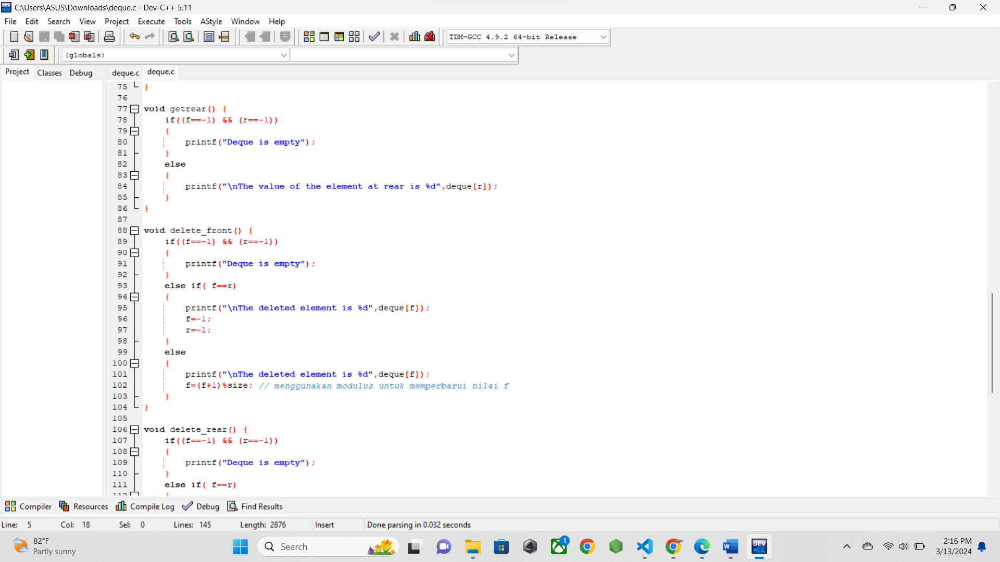 C:\Users\ASUS\Downloads\deque.c - Dev-C++ 5.11
File Edit Search View Project Execute Tools AStyle Window Help
TDM-GCC 4.9.2 64-bit Release
(globals)
Project Classes Debug deque.c deque.c
75 }
76
77 void getrear() {
78 if((f==-1) && (r==-1))
79 {
80 printf("Deque is empty");
81 }
82 else
83 {
84 printf("\nThe value of the element at rear is %d",deque[r]);
85 }
86 }
87
88 void delete_front() {
89 if((f==-1) && (r==-1))
90 {
91 printf("Deque is empty");
92 }
93 else if( f==r)
94 {
95 printf("\nThe deleted element is %d",deque[f]);
96 f=-1;
97 r=-1;
98 }
99 else
100 {
101 printf("\nThe deleted element is %d",deque[f]);
102 f=(f+1)%size; // menggunakan modulus untuk memperbarui nilai f
103 }
104 }
105
106 void delete_rear() {
107 if((f==-1) && (r==-1))
108 {
109 printf("Deque is empty");
110 }
111 else if( f==r)
112 {
Compiler Resources Compile Log Debug Find Results
Line: 5 Col: 18 Sel: 0 Lines: 145 Length: 2876 Insert Done parsing in 0.032 seconds
82°F
Partly sunny
Search
1
W
DEV
C++
2:16 PM
3/13/2024